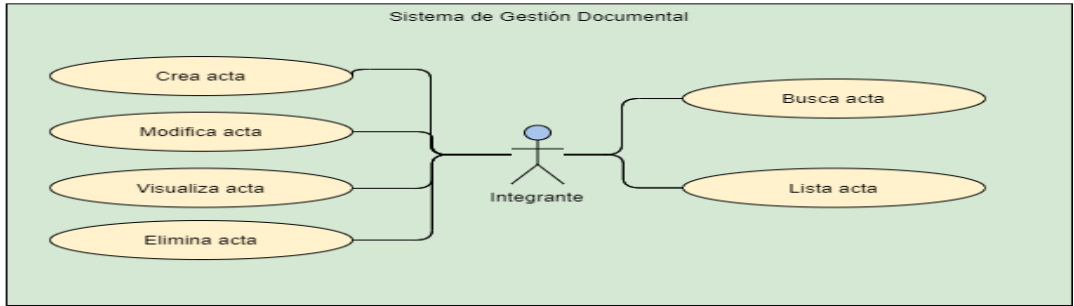 Sistema de Gestión Documental
Crea acta
Modifica acta
Visualiza acta
Elimina acta
Integrante
Busca acta
Lista acta